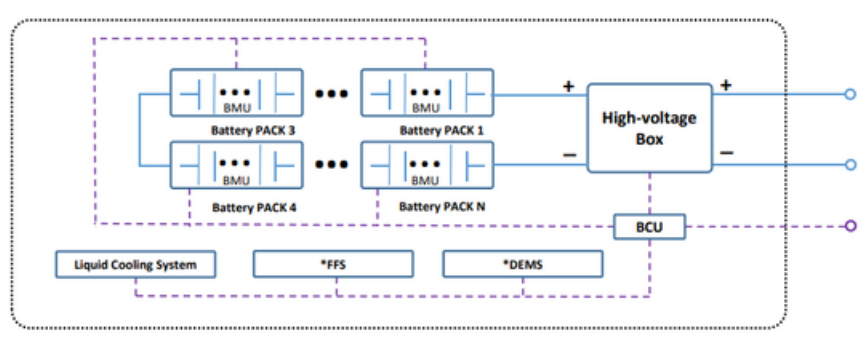 BMU
BMU
+
+
Battery PACK 3
Battery PACK 1
High-voltage
Box
BMU
BMU
–
–
Battery PACK 4
Battery PACK N
BCU
Liquid Cooling System
*FFS
*DEMS